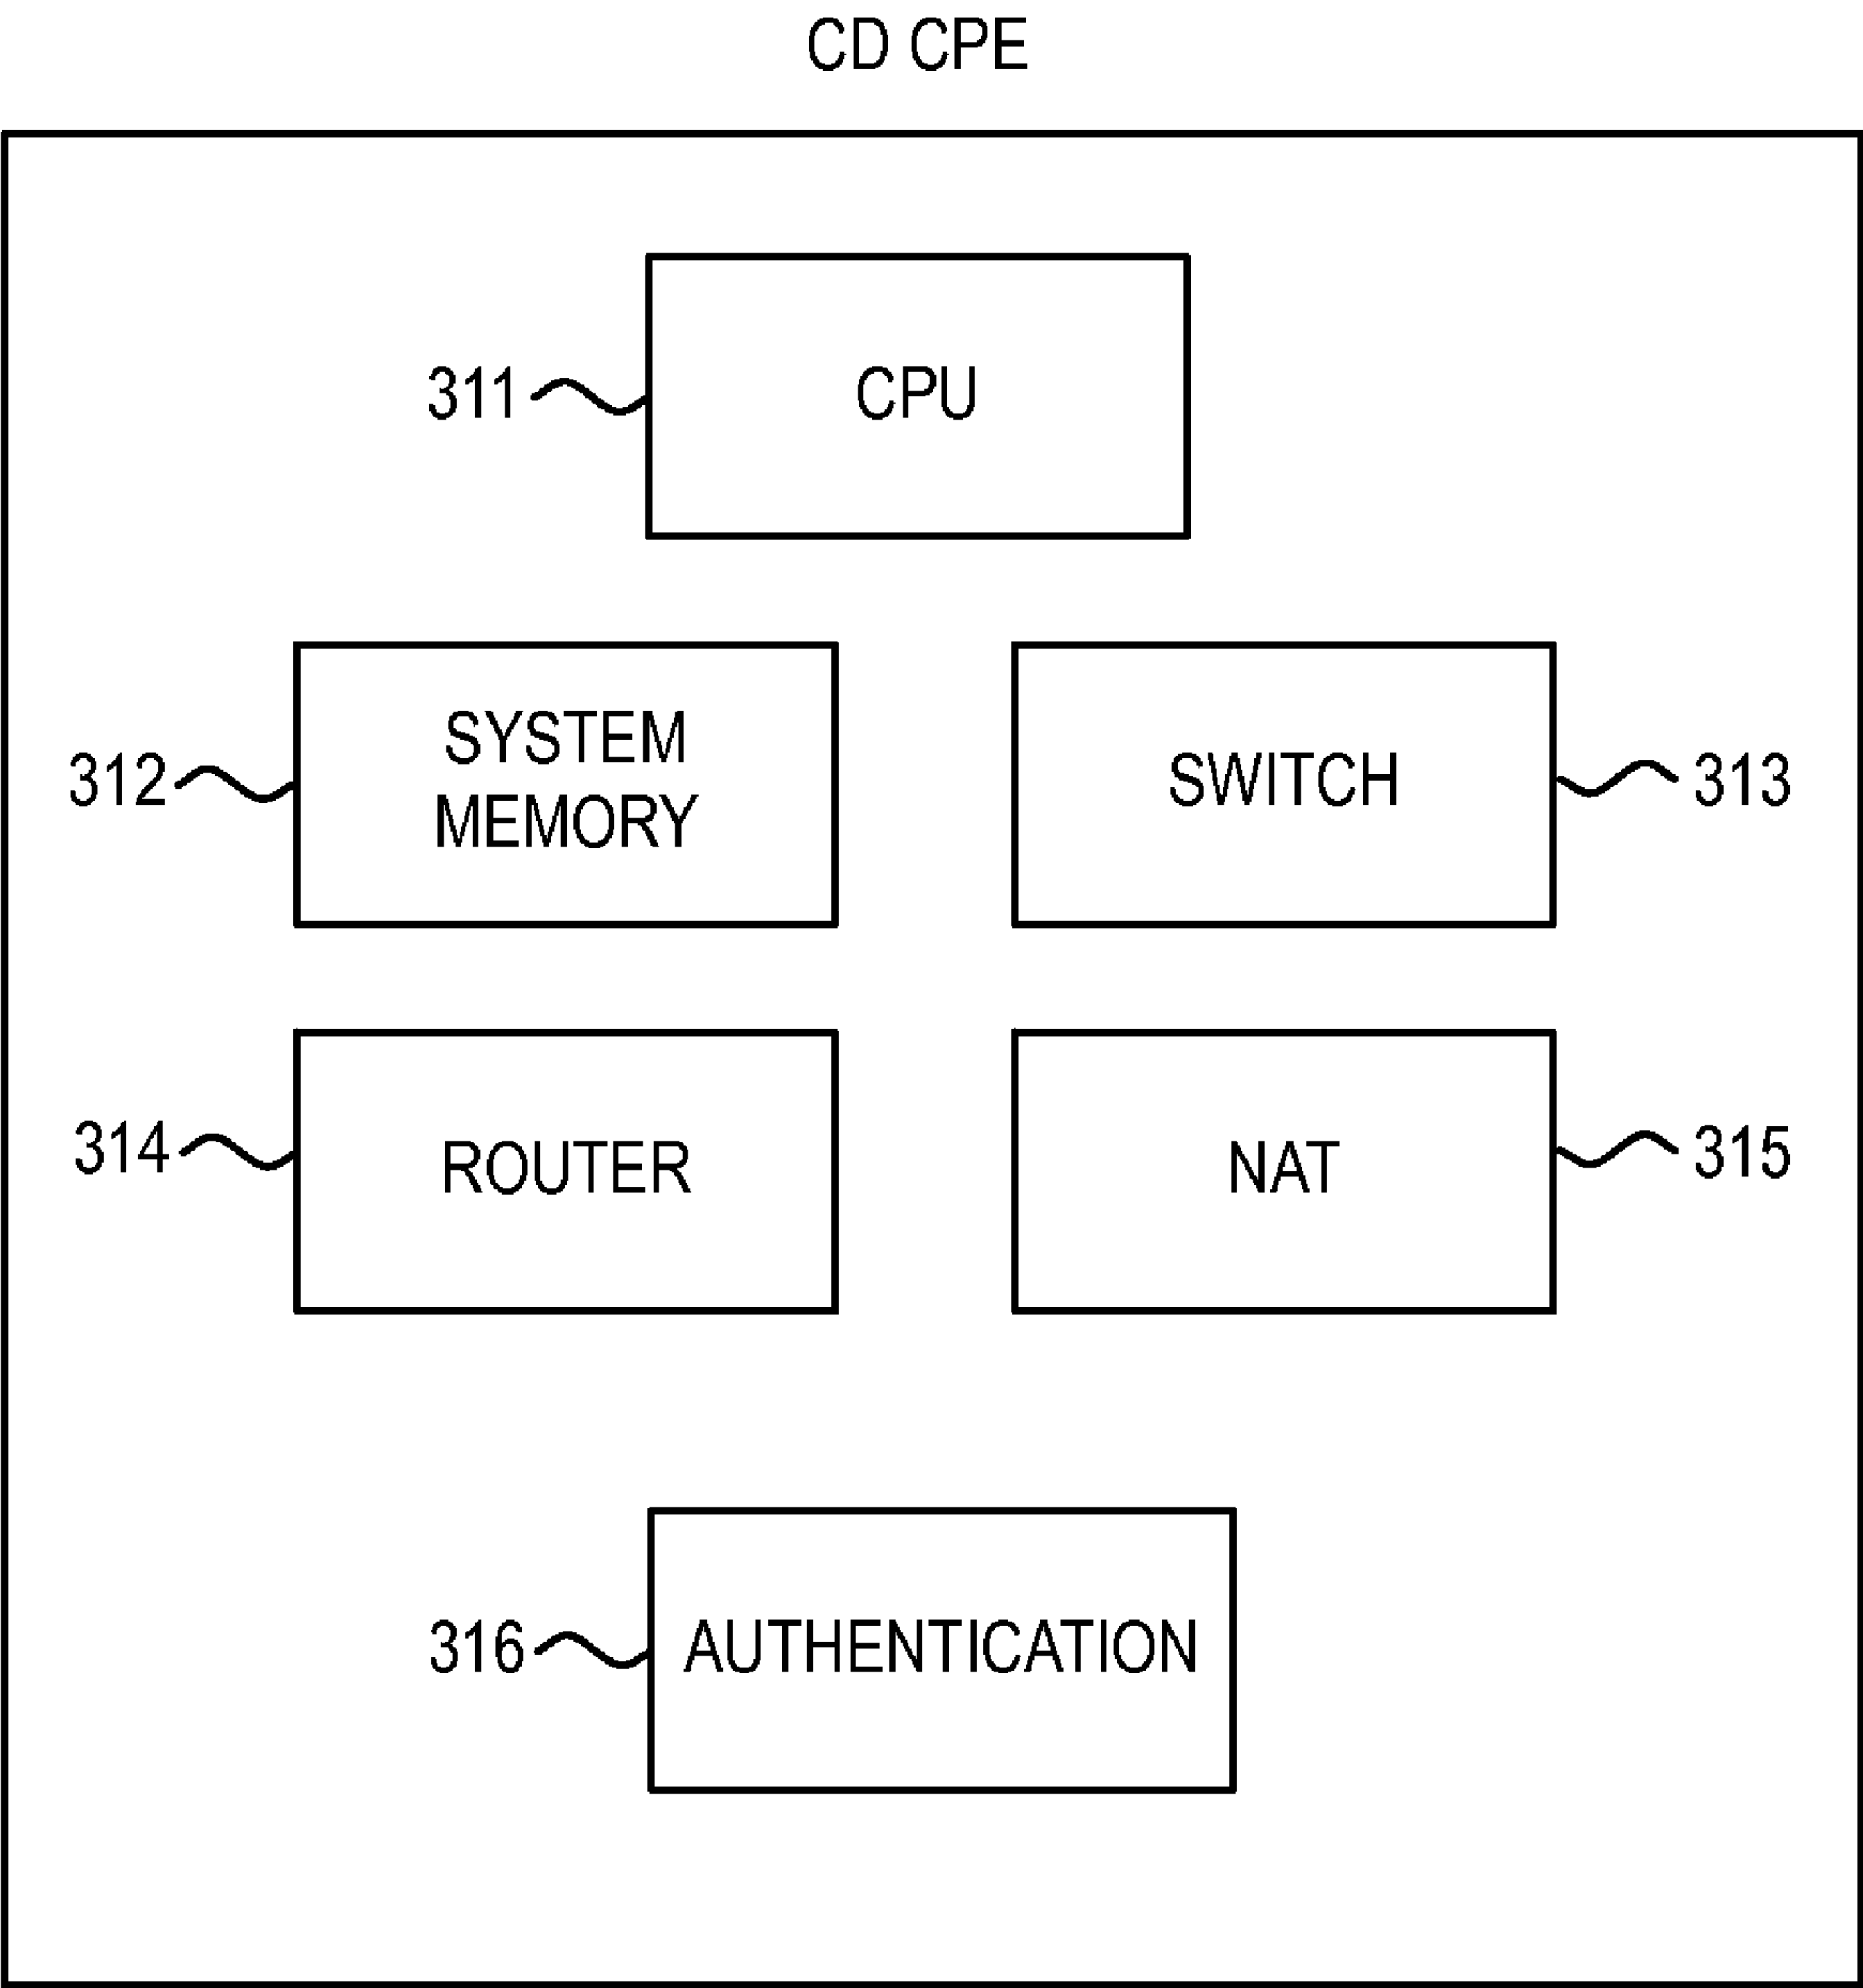 CD CPE
311
CPU
312
SYSTEM
MEMORY
SWITCH
313
314
ROUTER
NAT
315
316
AUTHENTICATION